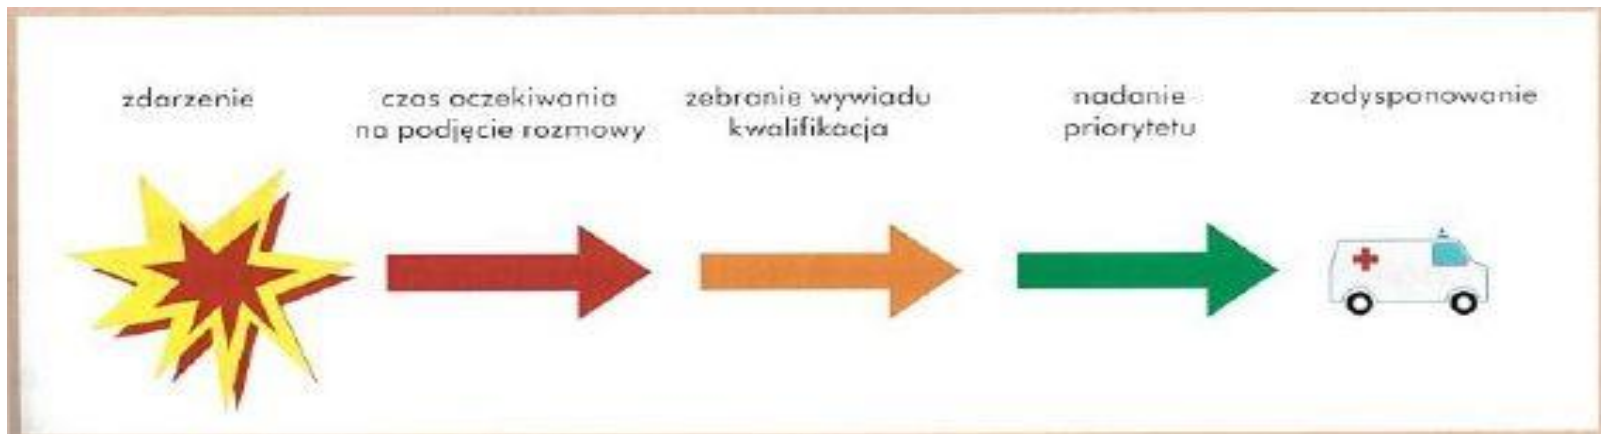 zdarzenie
czas oczekiwania
na podjęcie rozmowy
zebranie wywiadu
kwalifikacja
nadanie
priorytetu
zadysponowanie